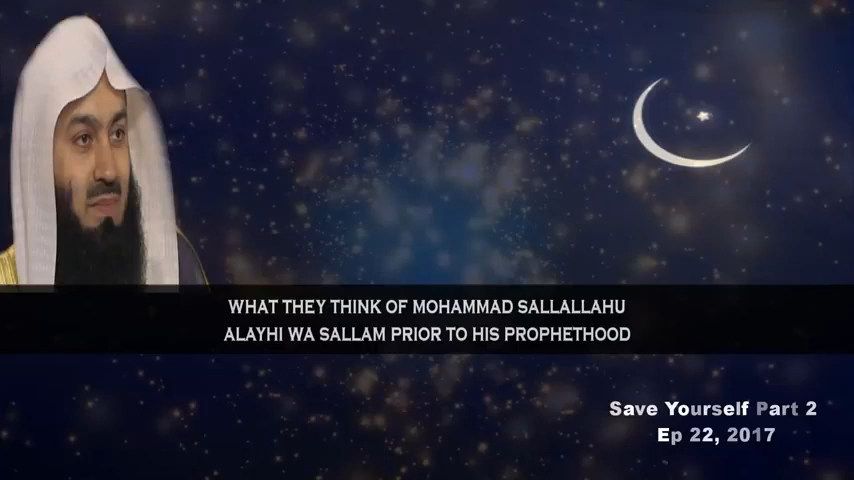 WHAT THEY THINK OF MOHAMMAD SALLALLAHU
ALAYHI WA SALLAM PRIOR TO HIS PROPHETHOOD
Save Yourself Part 2
Ep 22, 2017